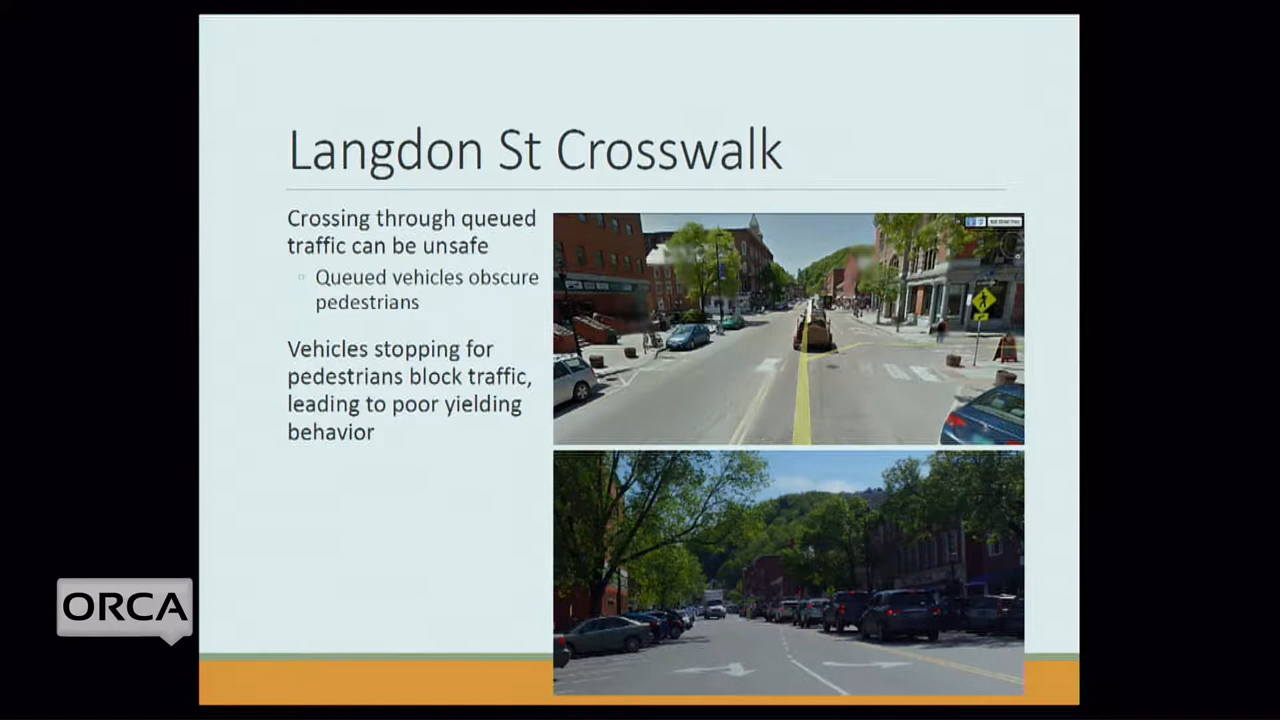 Langdon St Crosswalk
Crossing through queued
traffic can be unsafe
Queued vehicles obscure
pedestrians
Vehicles stopping for
pedestrians block traffic,
leading to poor yielding
behavior
ORCA